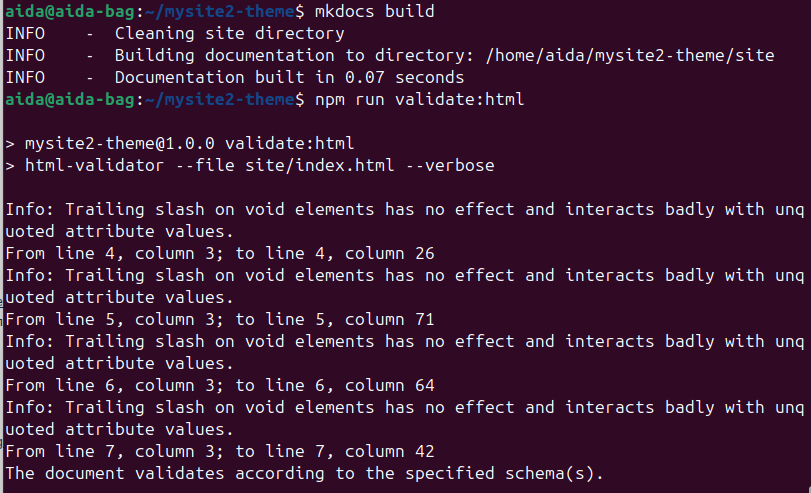 aida@aida-bag:~/mysite2-theme$ mkdocs build
INFO    -  Cleaning site directory
INFO    -  Building documentation to directory: /home/aida/mysite2-theme/site
INFO    -  Documentation built in 0.07 seconds
aida@aida-bag:~/mysite2-theme$ npm run validate:html
> mysite2-theme@1.0.0 validate:html
> html-validator --file site/index.html --verbose
Info: Trailing slash on void elements has no effect and interacts badly with unq
uoted attribute values.
From line 4, column 3; to line 4, column 26
Info: Trailing slash on void elements has no effect and interacts badly with unq
uoted attribute values.
From line 5, column 3; to line 5, column 71
Info: Trailing slash on void elements has no effect and interacts badly with unq
uoted attribute values.
From line 6, column 3; to line 6, column 64
Info: Trailing slash on void elements has no effect and interacts badly with unq
uoted attribute values.
From line 7, column 3; to line 7, column 42
The document validates according to the specified schema(s).